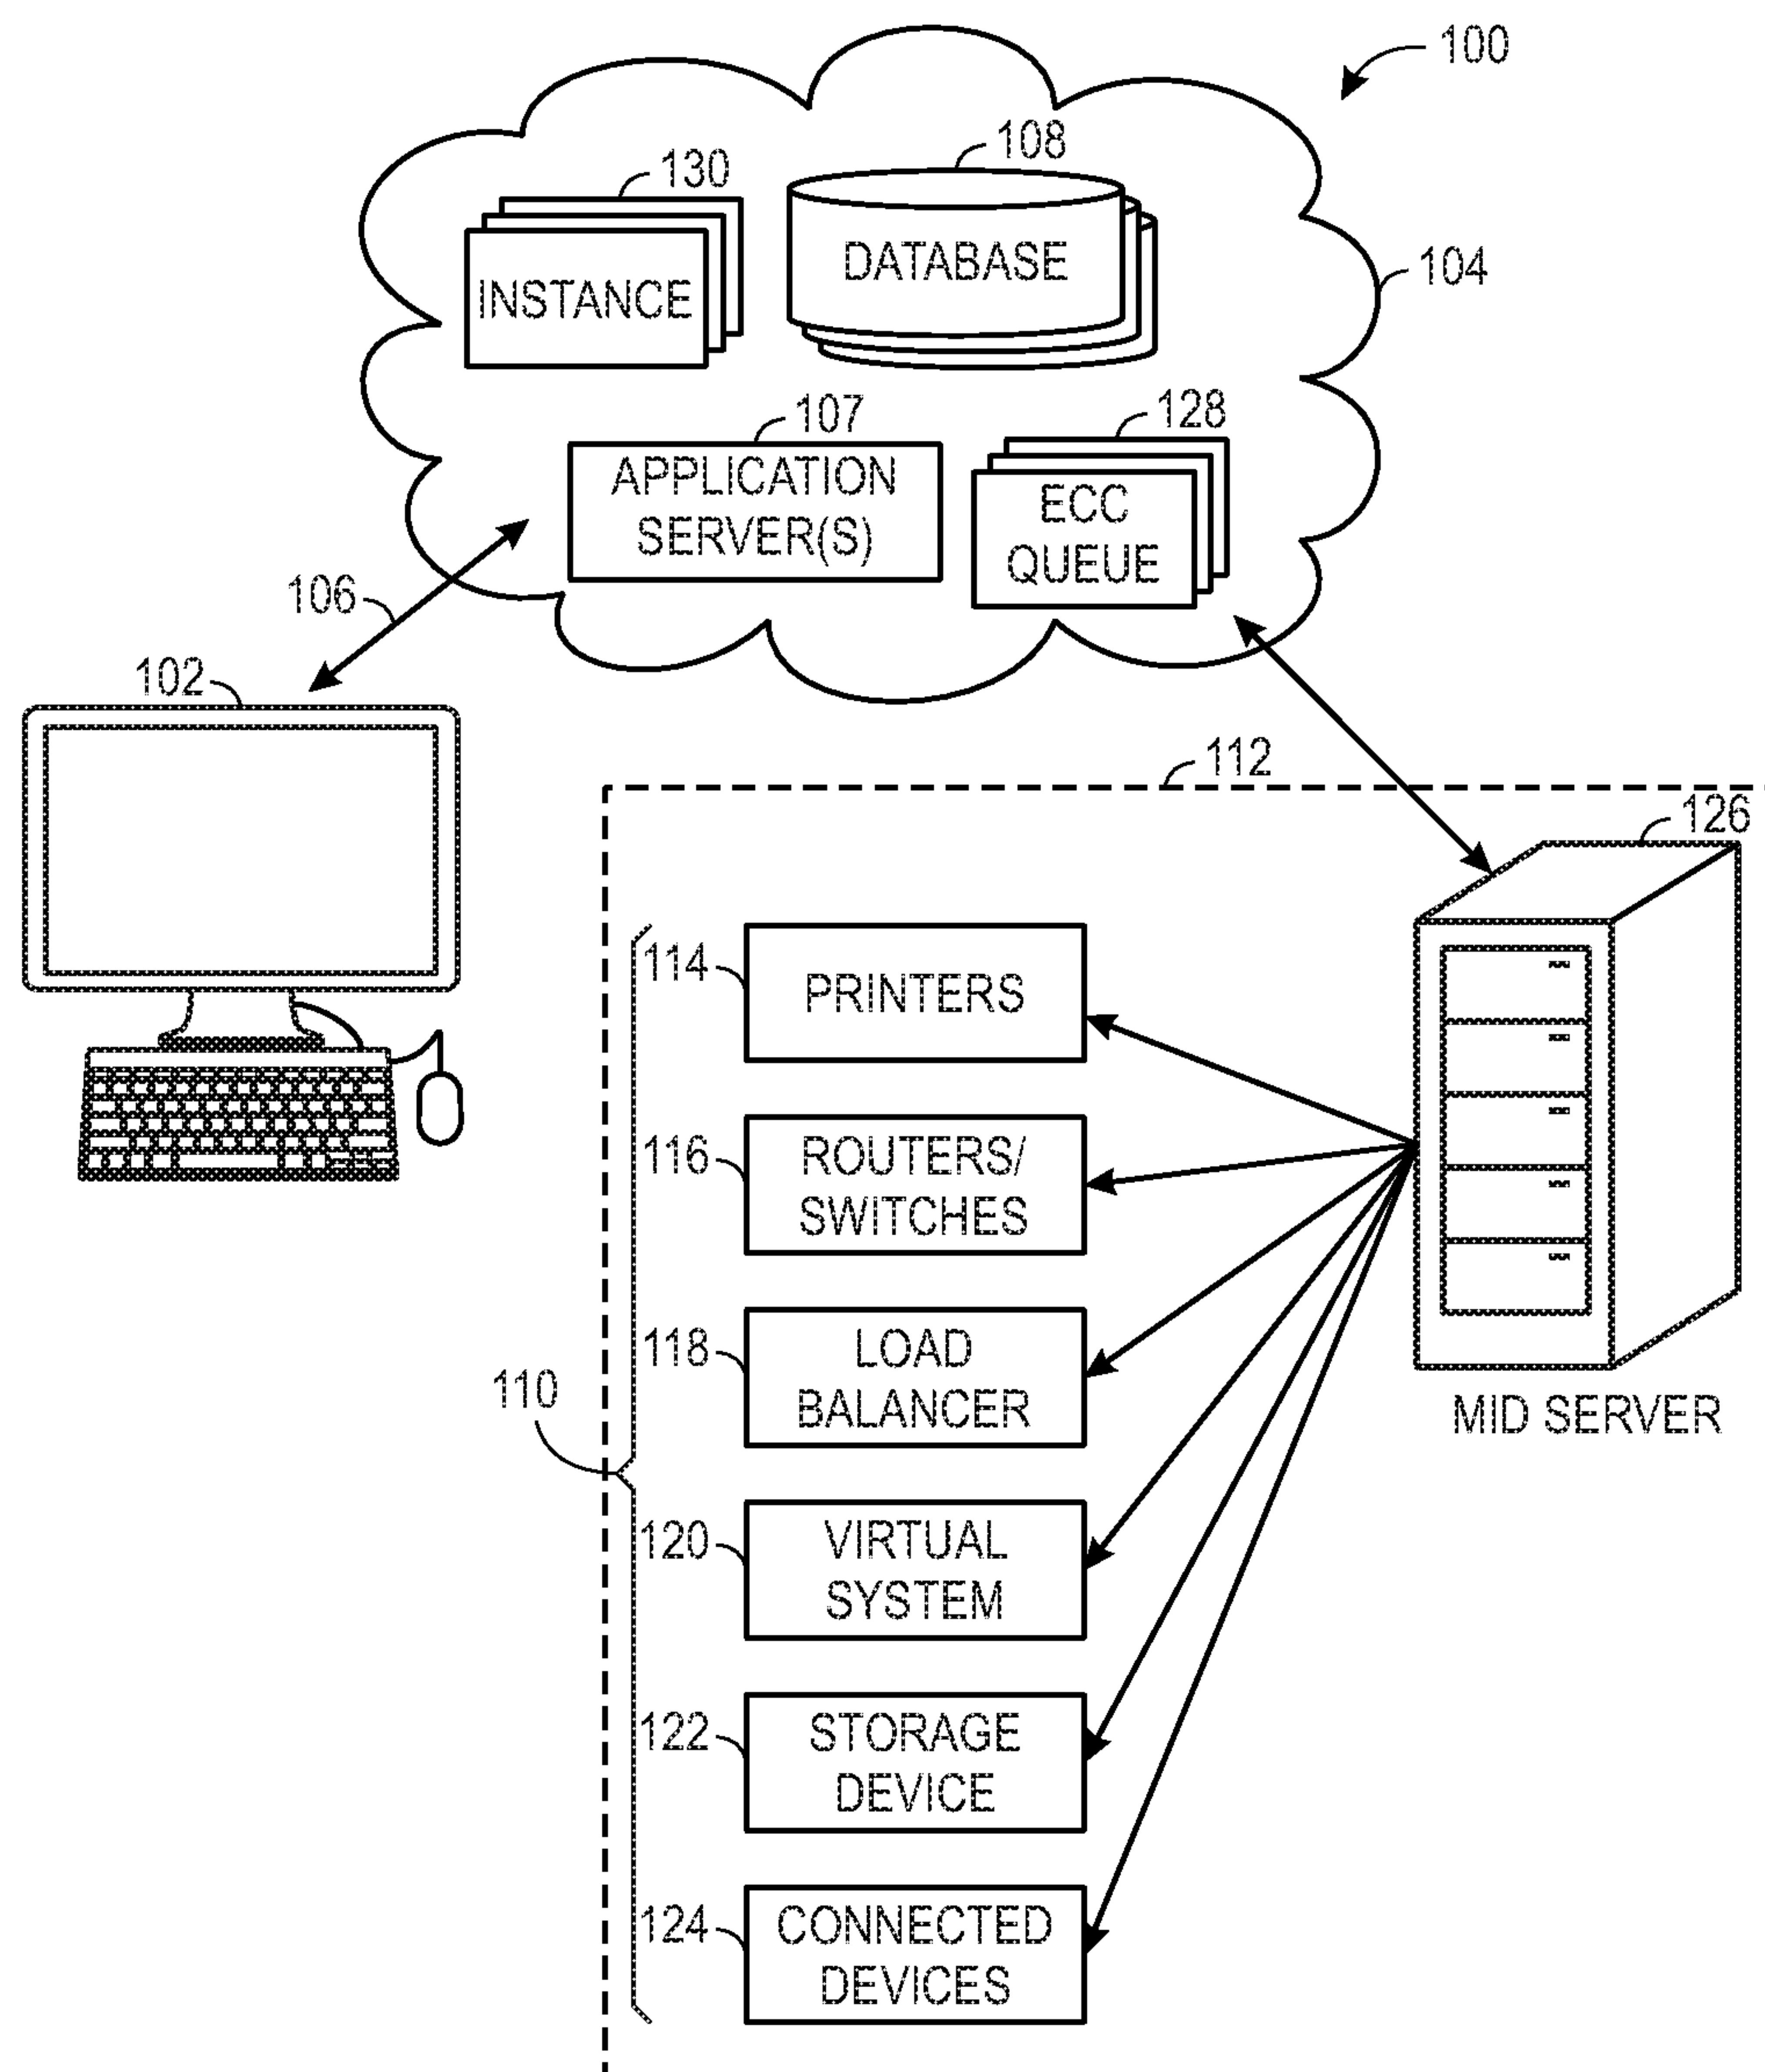 100
130
108
INSTANCE
DATABASE
104
107
128
APPLICATION
SERVER(S)
ECC
QUEUE
106
102
112
126
114
PRINTERS
116
ROUTERS/
SWITCHES
118
LOAD
BALANCER
MID SERVER
110
120
VIRTUAL
SYSTEM
122
STORAGE
DEVICE
124
CONNECTED
DEVICES